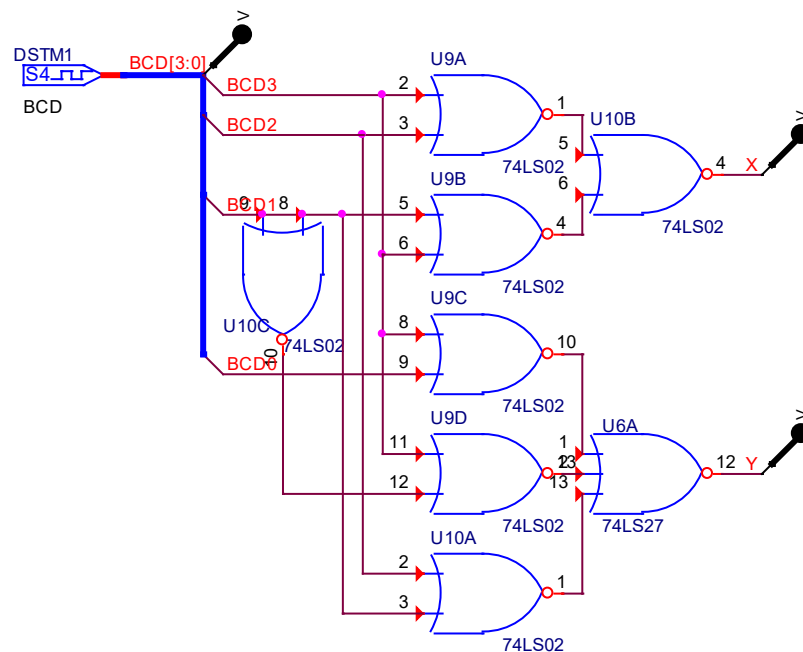 V
DSTM1
BCD[3:0]
S4
BCD
BCD3
BCD2
BCD1
BCD0
9
8
U10C
74LS02
10
U9A
2
3
1
74LS02
U9B
5
6
4
74LS02
U10B
5
6
4
X
V
74LS02
U9C
8
9
10
74LS02
U9D
11
12
13
74LS02
U6A
1
2
13
12
Y
V
74LS27
U10A
2
3
1
74LS02